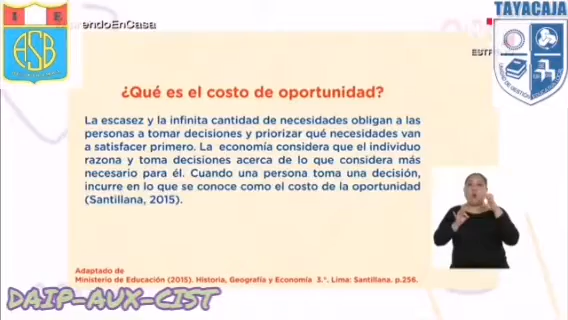 I E
ASB
endoEnCasa
TAYACAJA
¿Qué es el costo de oportunidad?
La escasez y la infinita cantidad de necesidades obligan a las
personas a tomar decisiones y priorizar qué necesidades van
a satisfacer primero. La economía considera que el individuo
razona y toma decisiones acerca de lo que considera más
necesario para él. Cuando una persona toma una decisión,
incurre en lo que se conoce como el costo de la oportunidad
(Santillana, 2015).
Adaptado de
Ministerio de Educación (2015). Historia, Geografía y Economía 3.°. Lima: Santillana. p.256.
DAIP-AUX-CIST